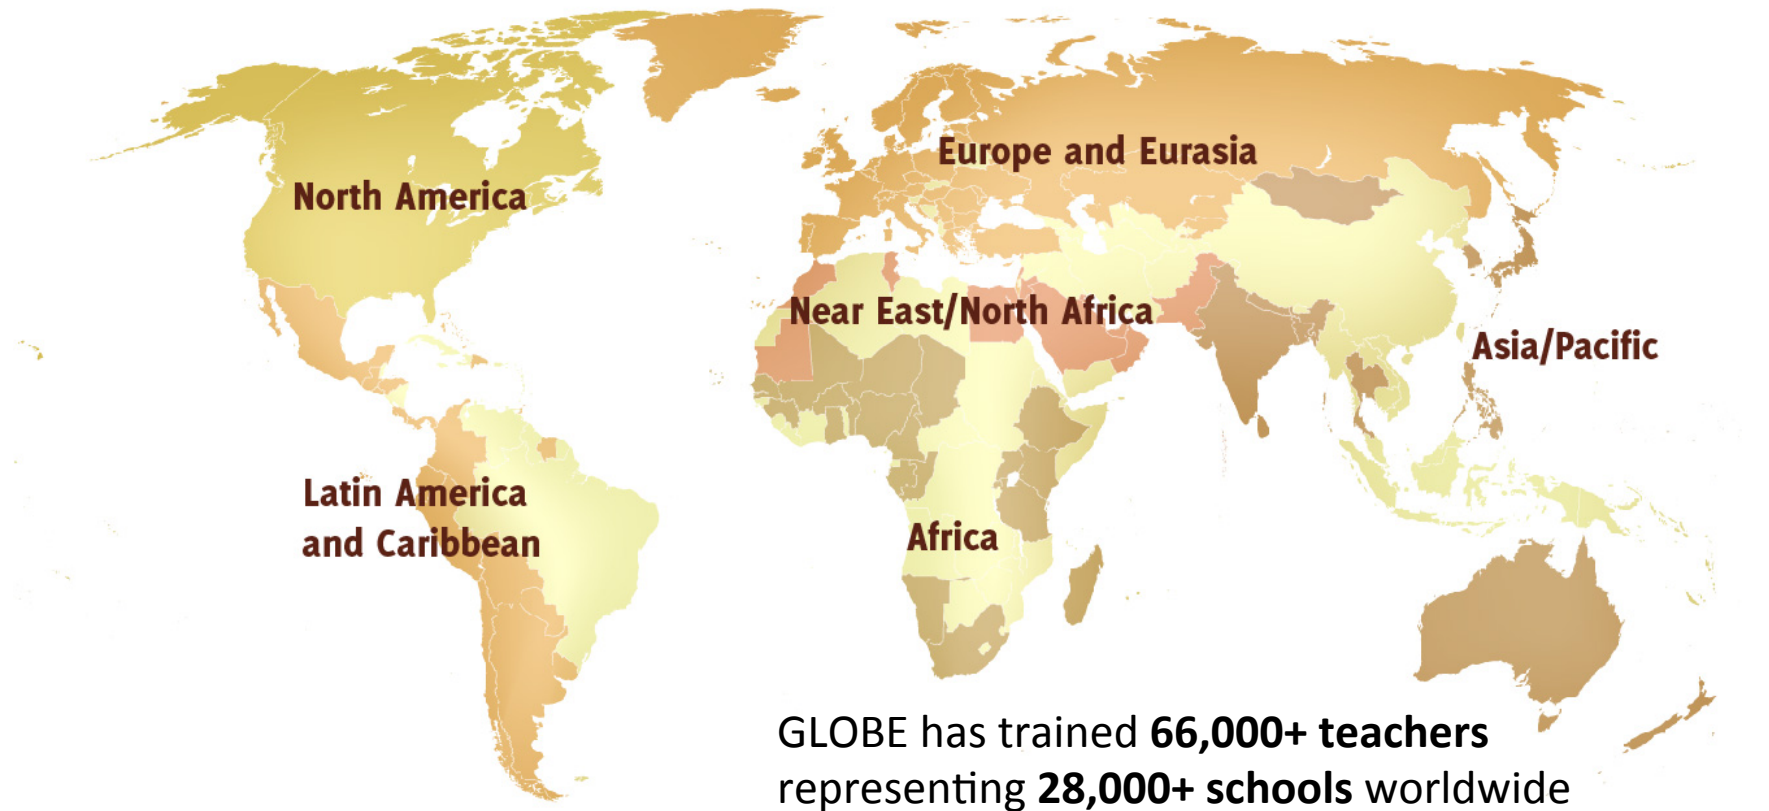 Europe and Eurasia
North America
Near East/North Africa
Asia/Pacific
Latin America
and Caribbean
Africa
GLOBE has trained 66,000+ teachers
representing 28,000+ schools worldwide